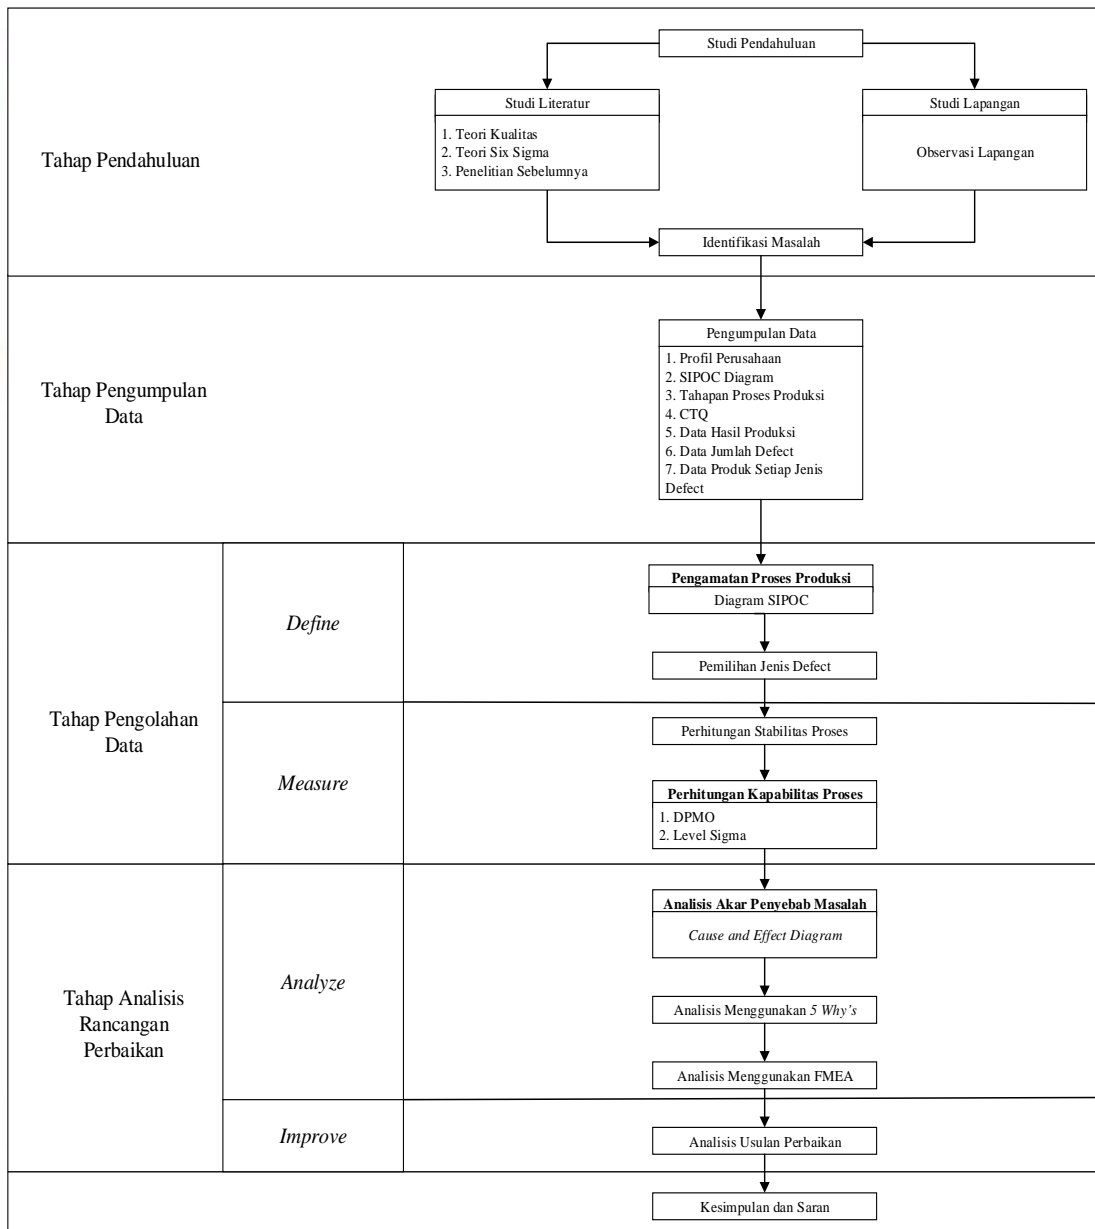 Studi Pendahuluan
Studi Literatur
1. Teori Kualitas
2. Teori Six Sigma
3. Penelitian Sebelumnya
Studi Lapangan
Observasi Lapangan
Tahap Pendahuluan
Identifikasi Masalah
Tahap Pengumpulan
Data
Pengumpulan Data
1. Profil Perusahaan
2. SIPOC Diagram
3. Tahapan Proses Produksi
4. CTQ
5. Data Hasil Produksi
6. Data Jumlah Defect
7. Data Produk Setiap Jenis
Defect
Tahap Pengolahan
Data
Define
Pengamatan Proses Produksi
Diagram SIPOC
Pemilihan Jenis Defect
Measure
Perhitungan Stabilitas Proses
Perhitungan Kapabilitas Proses
1. DPMO
2. Level Sigma
Tahap Analisis
Rancangan
Perbaikan
Analyze
Analisis Akar Penyebab Masalah
Cause and Effect Diagram
Analisis Menggunakan 5 Why's
Analisis Menggunakan FMEA
Improve
Analisis Usulan Perbaikan
Kesimpulan dan Saran